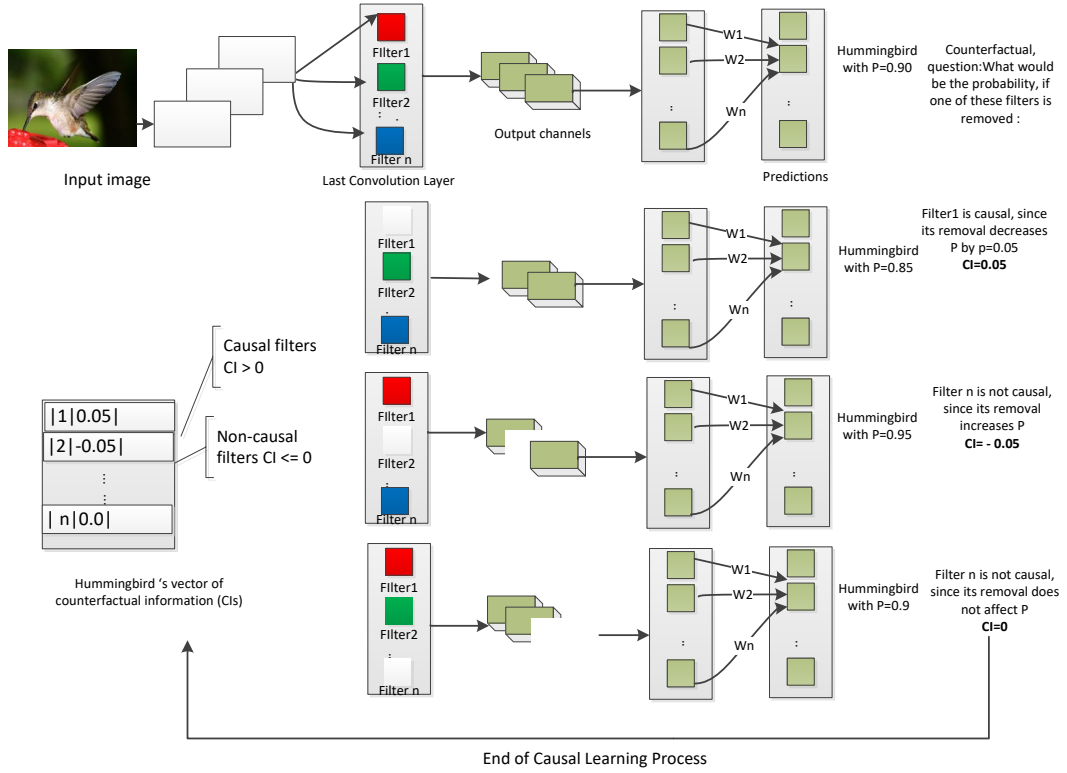 Input image
FIlter1
FIlter2
: .
Filter n
Last Convolution Layer
Output channels
W1
W2
:
Wn
:
Predictions
Hummingbird
with P=0.90
Counterfactual,
question:What would
be the probability, if
one of these filters is
removed :
FIlter1
FIlter2
:
Filter n
W1
W2
:
Wn
:
Hummingbird
with P=0.85
Filter1 is causal, since
its removal decreases
P by p=0.05
CI=0.05
FIlter1
FIlter2
:
Filter n
W1
W2
:
Wn
:
Hummingbird
with P=0.95
Filter n is not causal,
since its removal
increases P
CI= - 0.05
FIlter1
FIlter2
:
Filter n
W1
W2
:
Wn
:
Hummingbird
with P=0.9
Filter n is not causal,
since its removal does
not affect P
CI=0
Causal filters
CI > 0
Non-causal
filters CI <= 0
|1|0.05|
|2|-0.05|
⋮
⋮
| n|0.0|
Hummingbird ‘s vector of
counterfactual information (CIs)
End of Causal Learning Process